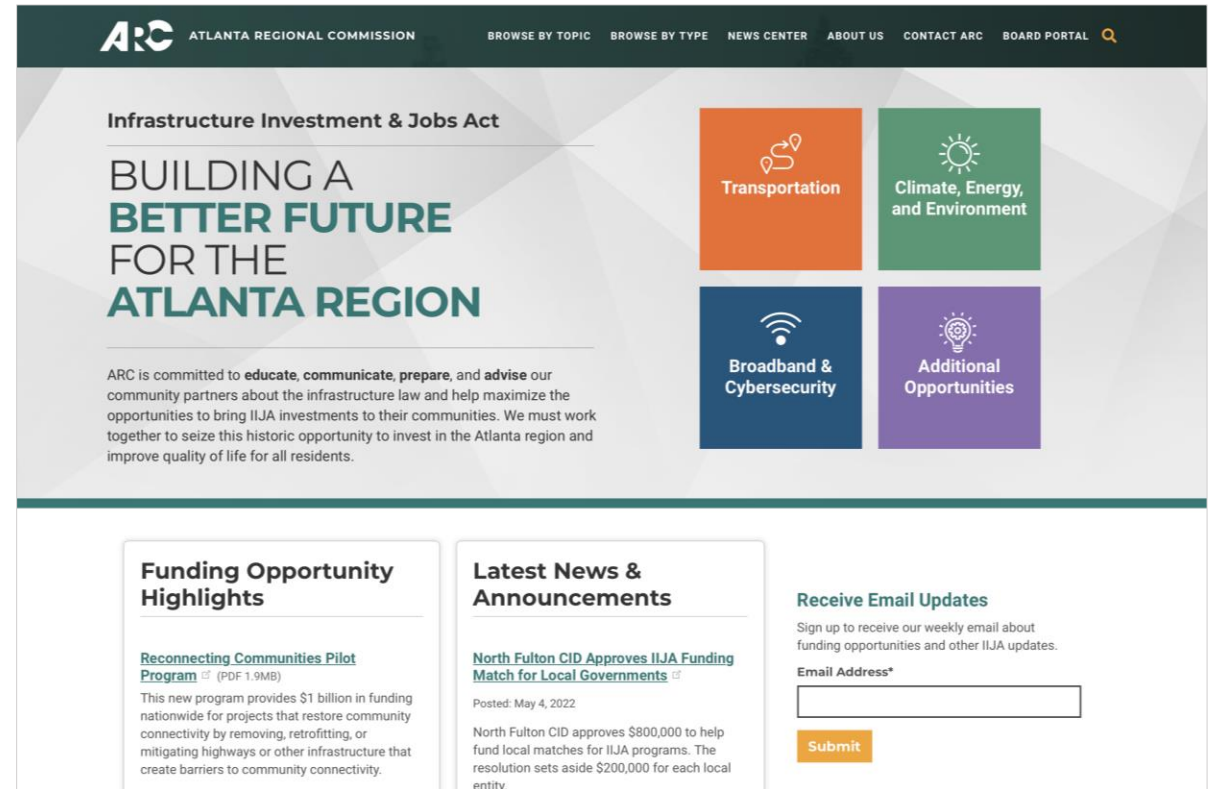 ARC ATLANTA REGIONAL COMMISSION
BROWSE BY TOPIC BROWSE BY TYPE NEWS CENTER ABOUT US CONTACT ARC BOARD PORTAL
Infrastructure Investment & Jobs Act
BUILDING A
BETTER FUTURE
FOR THE
ATLANTA REGION
ARC is committed to educate, communicate, prepare, and advise our
community partners about the infrastructure law and help maximize the
opportunities to bring IIJA investments to their communities. We must work
together to seize this historic opportunity to invest in the Atlanta region and
improve quality of life for all residents.
Transportation
Climate, Energy,
and Environment
Broadband &
Cybersecurity
Additional
Opportunities
Funding Opportunity
Highlights
Reconnecting Communities Pilot
Program (PDF 1.9MB)
This new program provides $1 billion in funding
nationwide for projects that restore community
connectivity by removing, retrofitting, or
mitigating highways or other infrastructure that
create barriers to community connectivity.
Latest News &
Announcements
North Fulton CID Approves IIJA Funding
Match for Local Governments
Posted: May 4, 2022
North Fulton CID approves $800,000 to help
fund local matches for IIJA programs. The
resolution sets aside $200,000 for each local
entity
Receive Email Updates
Sign up to receive our weekly email about
funding opportunities and other IIJA updates.
Email Address*
Submit